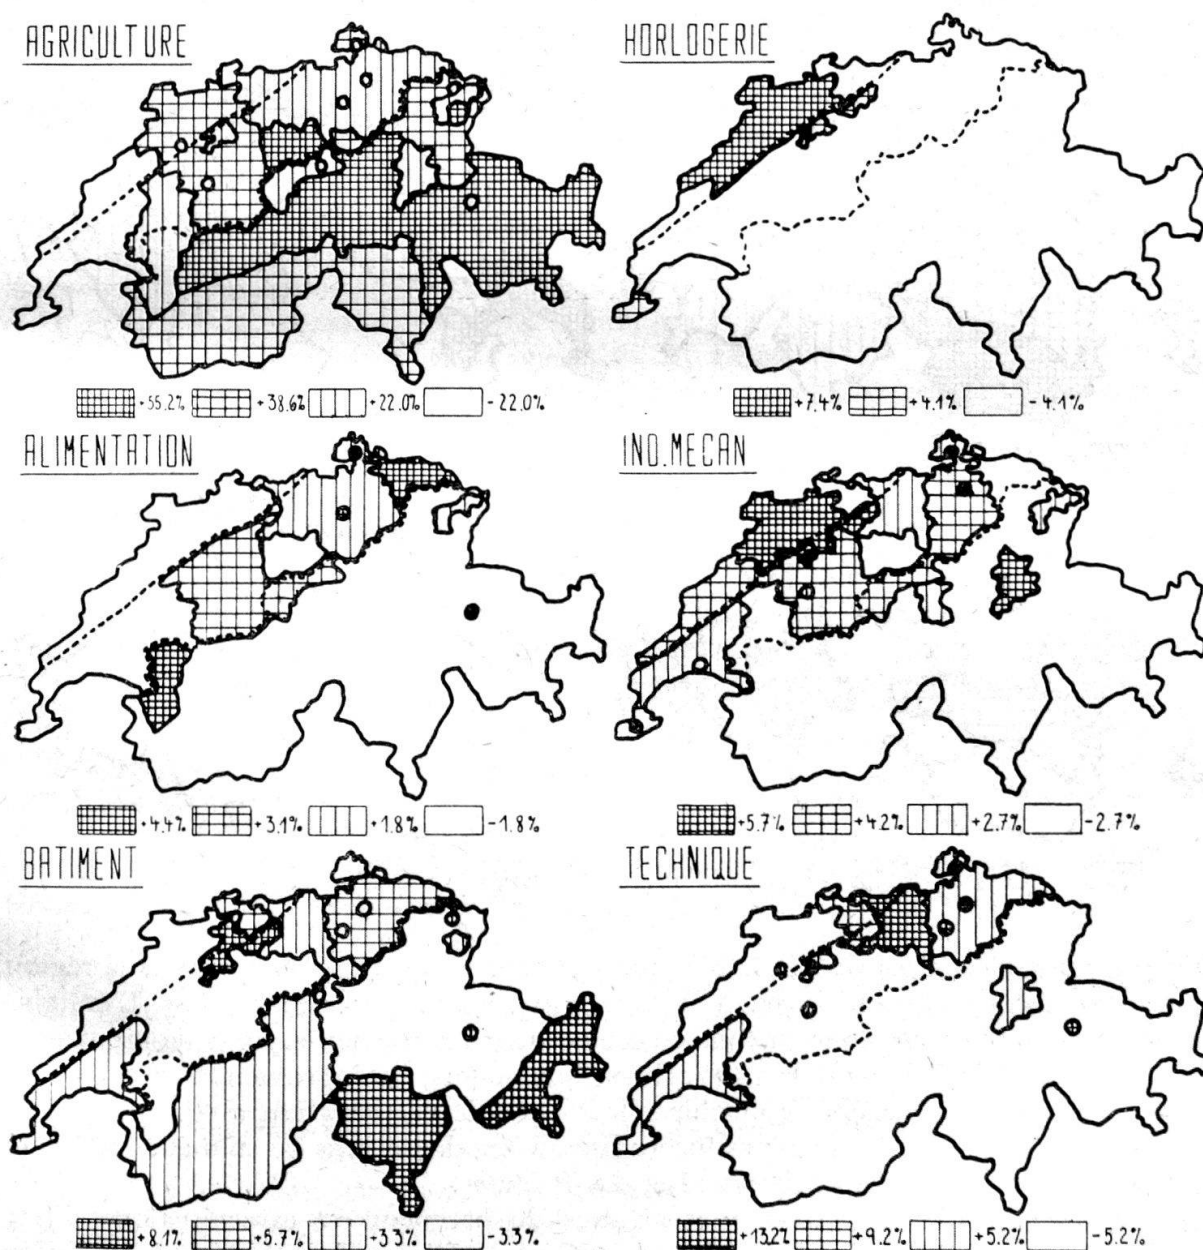 AGRICULTURE
HORLOGERIE
+55.2% +38.6% +22.0% -22.0%
+7.4% +4.1% -4.1%
ALIMENTATION
IND.MECAN
+4.4% +3.1% +1.8% -1.8%
+5.7% +4.2% +2.7% -2.7%
BATIMENT
TECHNIQUE
+8.1% +5.7% +3.3% -3.3%
+13.2% +9.2% +5.2% -5.2%